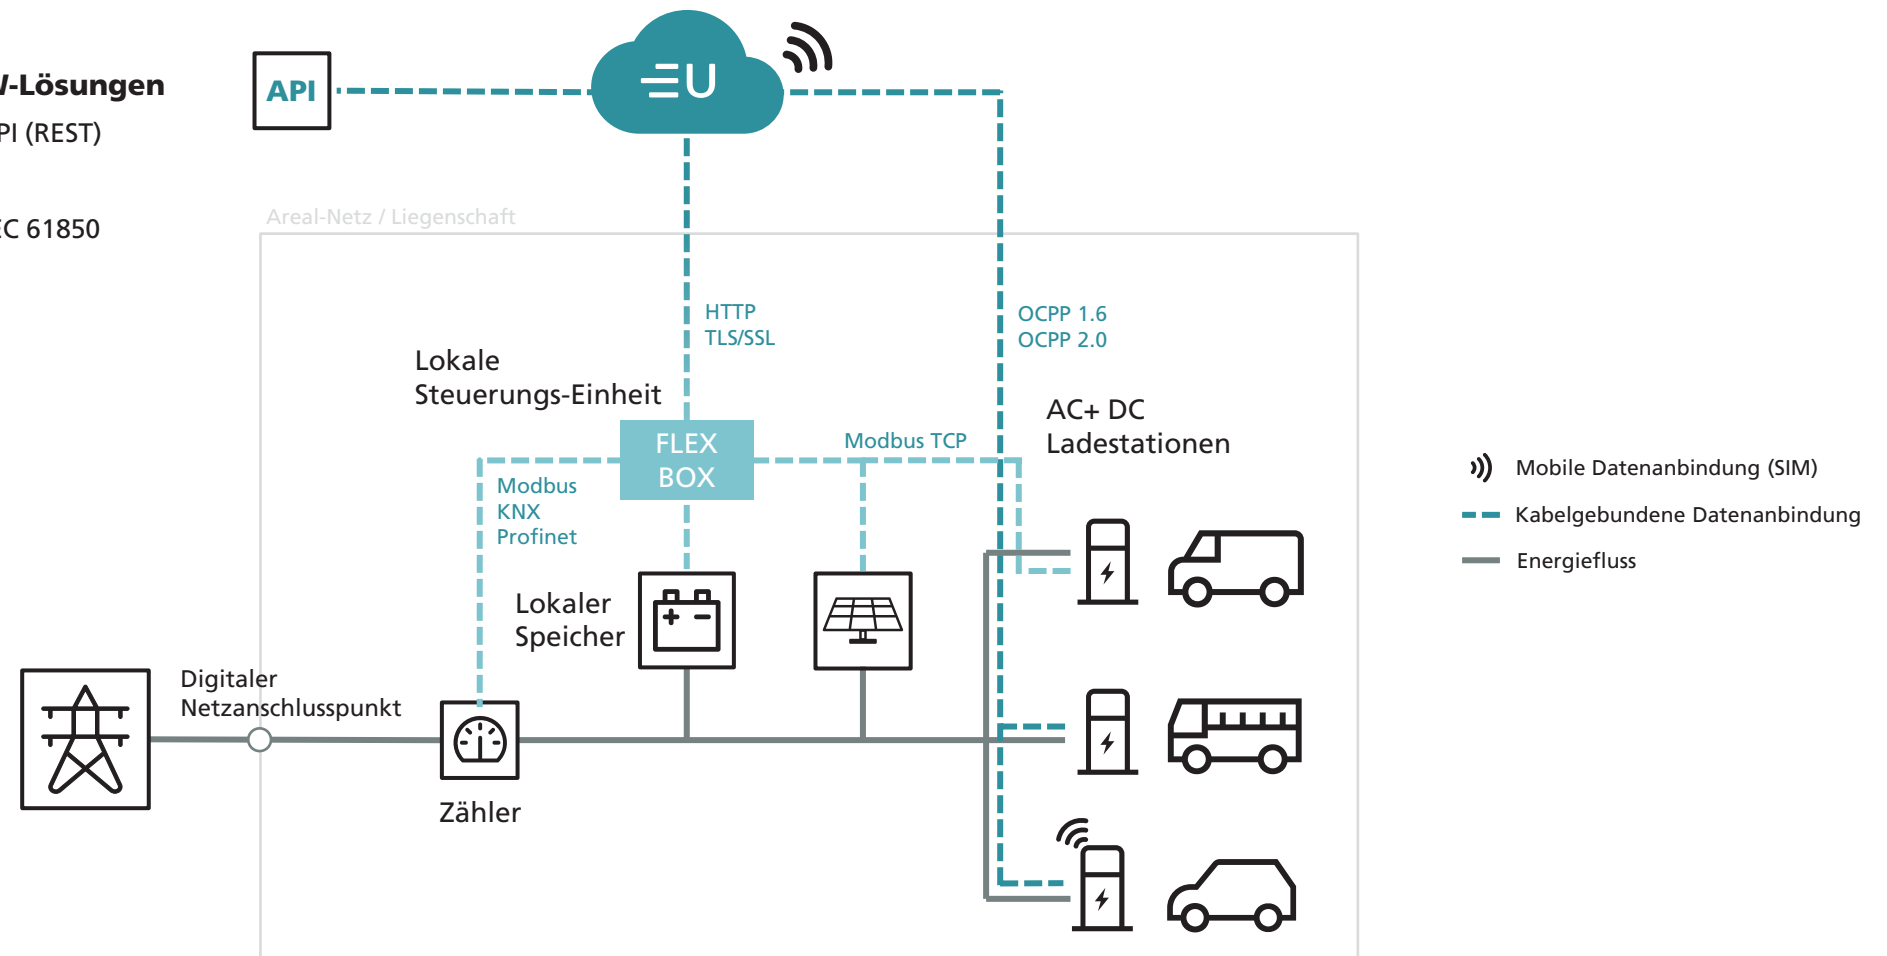 -Lösungen
PI (REST)
EC 61850
API
U
Areal-Netz / Liegenschaft
HTTP
TLS/SSL
OCPP 1.6
OCPP 2.0
Lokale
Steuerungs-Einheit
AC+ DC
Ladestationen
FLEX
BOX
Modbus TCP
Modbus
KNX
Profinet
Lokaler
Speicher
Digitaler
Netzanschlusspunkt
Zähler
Mobile Datenanbindung (SIM)
Kabelgebundene Datenanbindung
Energiefluss